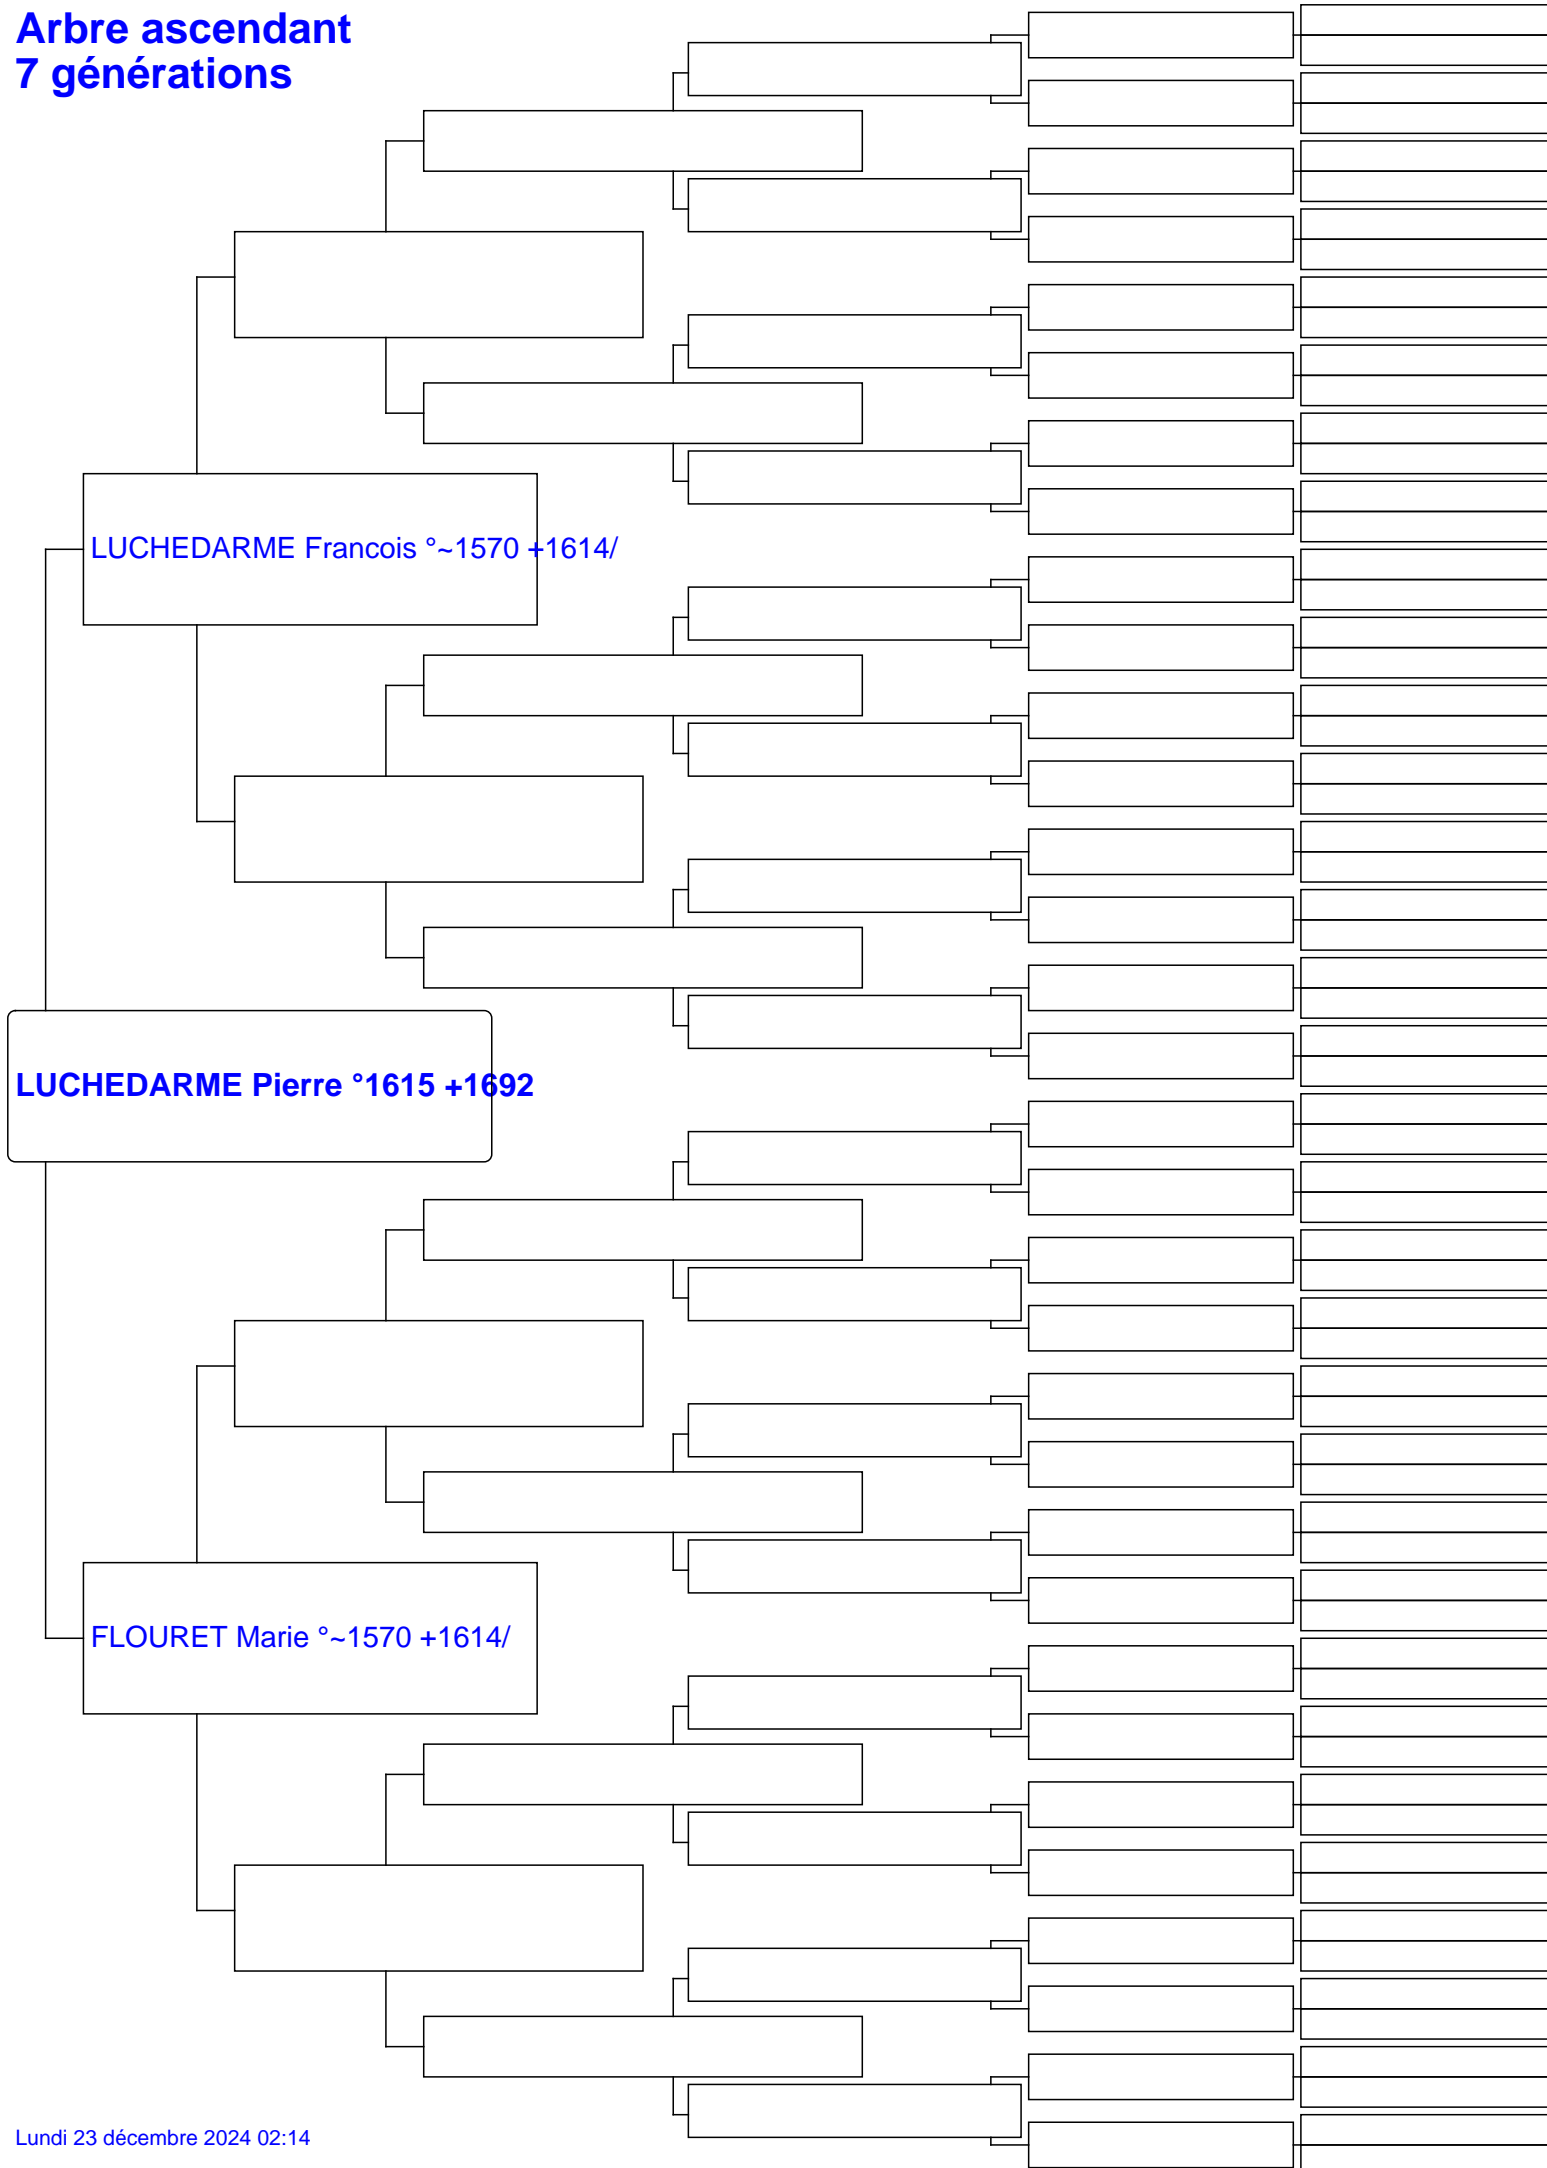 Arbre ascendant
7 générations
LUCHEDARME Francois °~1570 +1614/
LUCHEDARME Pierre °1615 +1692
FLOURET Marie °~1570 +1614/
Lundi 23 décembre 2024 02:14